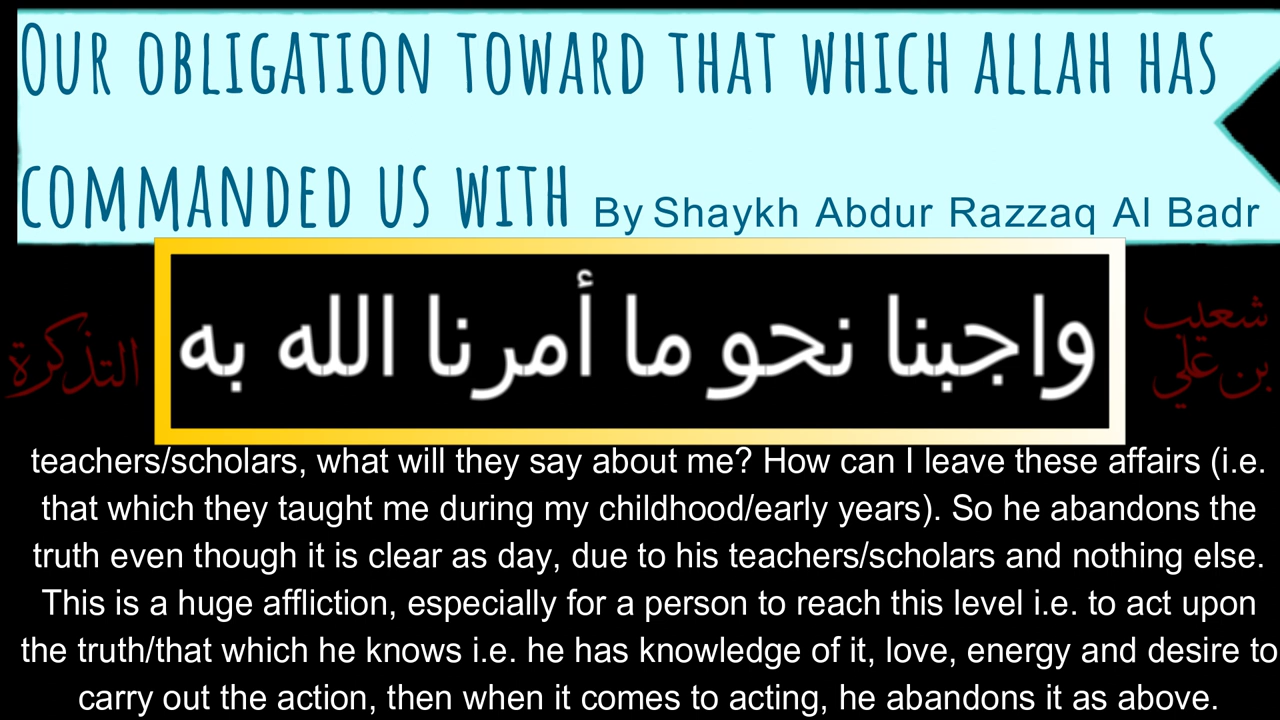 Our obligation toward that which Allah has
commanded us with By Shaykh Abdur Razzaq Al Badr
واجبنا نحو ما أمرنا الله به
شعيب
بن علي
التذكرة
teachers/scholars, what will they say about me? How can I leave these affairs (i.e.
that which they taught me during my childhood/early years). So he abandons the
truth even though it is clear as day, due to his teachers/scholars and nothing else.
This is a huge affliction, especially for a person to reach this level i.e. to act upon
the truth/that which he knows i.e. he has knowledge of it, love, energy and desire to
carry out the action, then when it comes to acting, he abandons it as above.